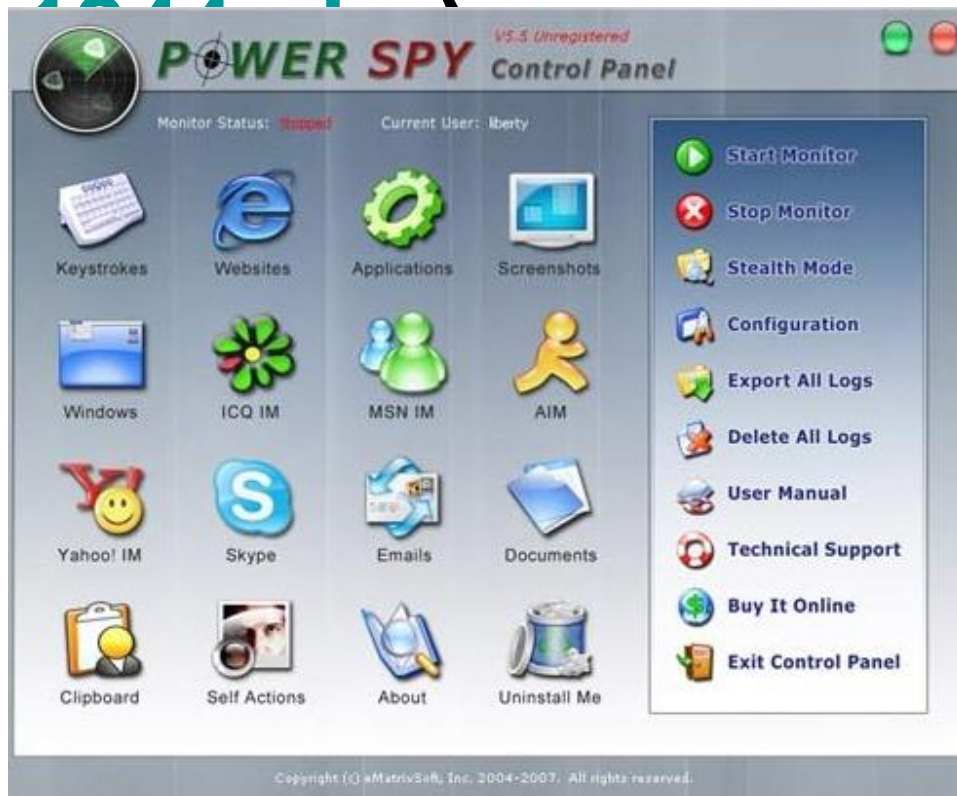 POWER SPY
V5.5 Unregistered
Control Panel
Monitor Status: Stopped
Current User: liberty
Keystrokes
Websites
Applications
Screenshots
Windows
ICQ IM
MSN IM
AIM
Yahoo! IM
Skype
Emails
Documents
Clipboard
Self Actions
About
Uninstall Me
Start Monitor
Stop Monitor
Stealth Mode
Configuration
Export All Logs
Delete All Logs
User Manual
Technical Support
Buy It Online
Exit Control Panel
Copyright (c) eMatrixSoft, Inc. 2004-2007. All rights reserved.